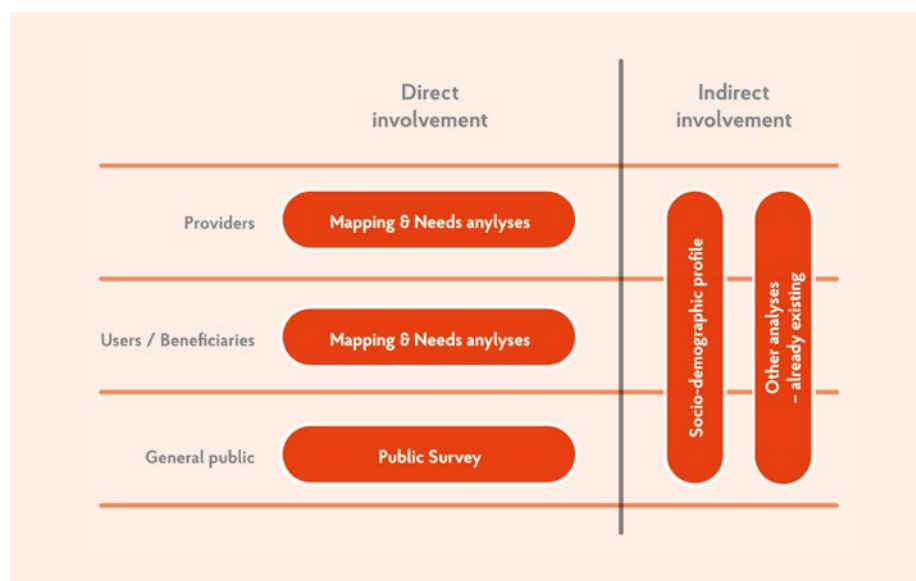 Direct
involvement
Indirect
involvement
Providers
Mapping & Needs anylyses
Users / Beneficiaries
Mapping & Needs anylyses
General public
Public Survey
Socio-demographic profile
Other analyses
– already existing